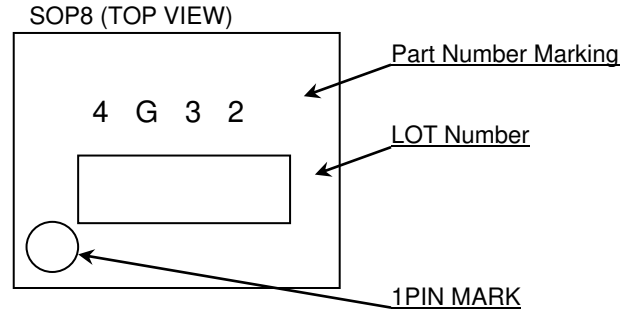 SOP8 (TOP VIEW)
Part Number Marking
4 G 3 2
LOT Number
1PIN MARK